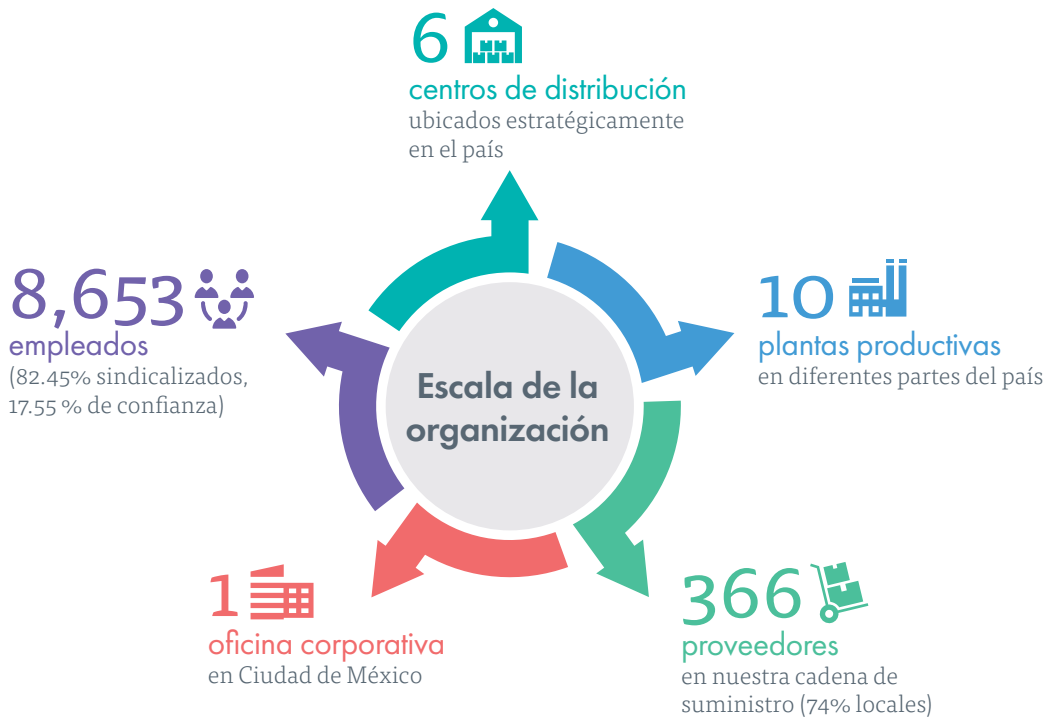 6
centros de distribución
ubicados estratégicamente
en el país
10
plantas productivas
en diferentes partes del país
366
proveedores
en nuestra cadena de
suministro (74% locales)
1
oficina corporativa
en Ciudad de México
8,653
empleados
(82.45% sindicalizados,
17.55 % de confianza)
Escala de la
organización